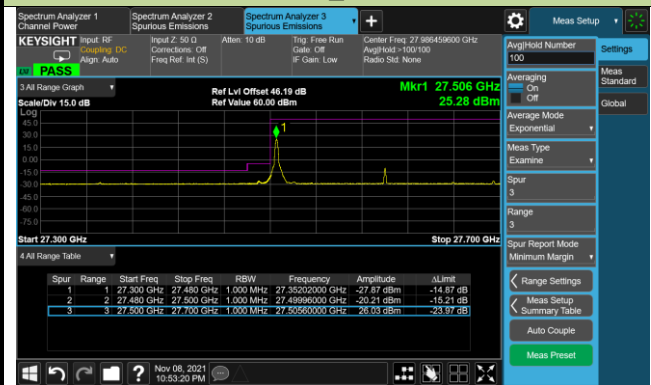 Spectrum Analyzer 1
Channel Power
Spectrum Analyzer 2
Spurious Emissions
Spectrum Analyzer 3
Spurious Emissions
Meas Setup
KEYSIGHT
Input: RF
Coupling: DC
Align: Auto
Input Z: 50 Ω
Corrections: Off
Freq Ref: Int (S)
Atten: 10 dB
Trig: Free Run
Gate: Off
IF Gain: Low
Center Freq: 27.986459600 GHz
Avg|Hold:>100/100
Radio Std: None
PASS
3 All Range Graph
Scale/Div 15.0 dB
Ref Lvl Offset 46.19 dB
Ref Value 60.00 dBm
Mkr1 27.506 GHz
25.28 dBm
Log
45.0
30.0
15.0
0.00
-15.0
-30.0
-45.0
-60.0
-75.0
1
Start 27.300 GHz
Stop 27.700 GHz
4 All Range Table
Spur Range Start Freq Stop Freq RBW Frequency Amplitude ΔLimit
1 1 27.300 GHz 27.480 GHz 1.000 MHz 27.35202000 GHz -27.87 dBm -14.87 dB
2 2 27.480 GHz 27.500 GHz 1.000 MHz 27.49996000 GHz -20.21 dBm -15.21 dB
3 3 27.500 GHz 27.700 GHz 1.000 MHz 27.50560000 GHz 26.03 dBm -23.97 dB
Nov 08, 2021
10:53:20 PM
Avg|Hold Number
100
Averaging
On
Off
Average Mode
Exponential
Meas Type
Examine
Spur
3
Range
3
Spur Report Mode
Minimum Margin
Range Settings
Meas Setup
Summary Table
Auto Couple
Meas Preset
Settings
Meas
Standard
Global